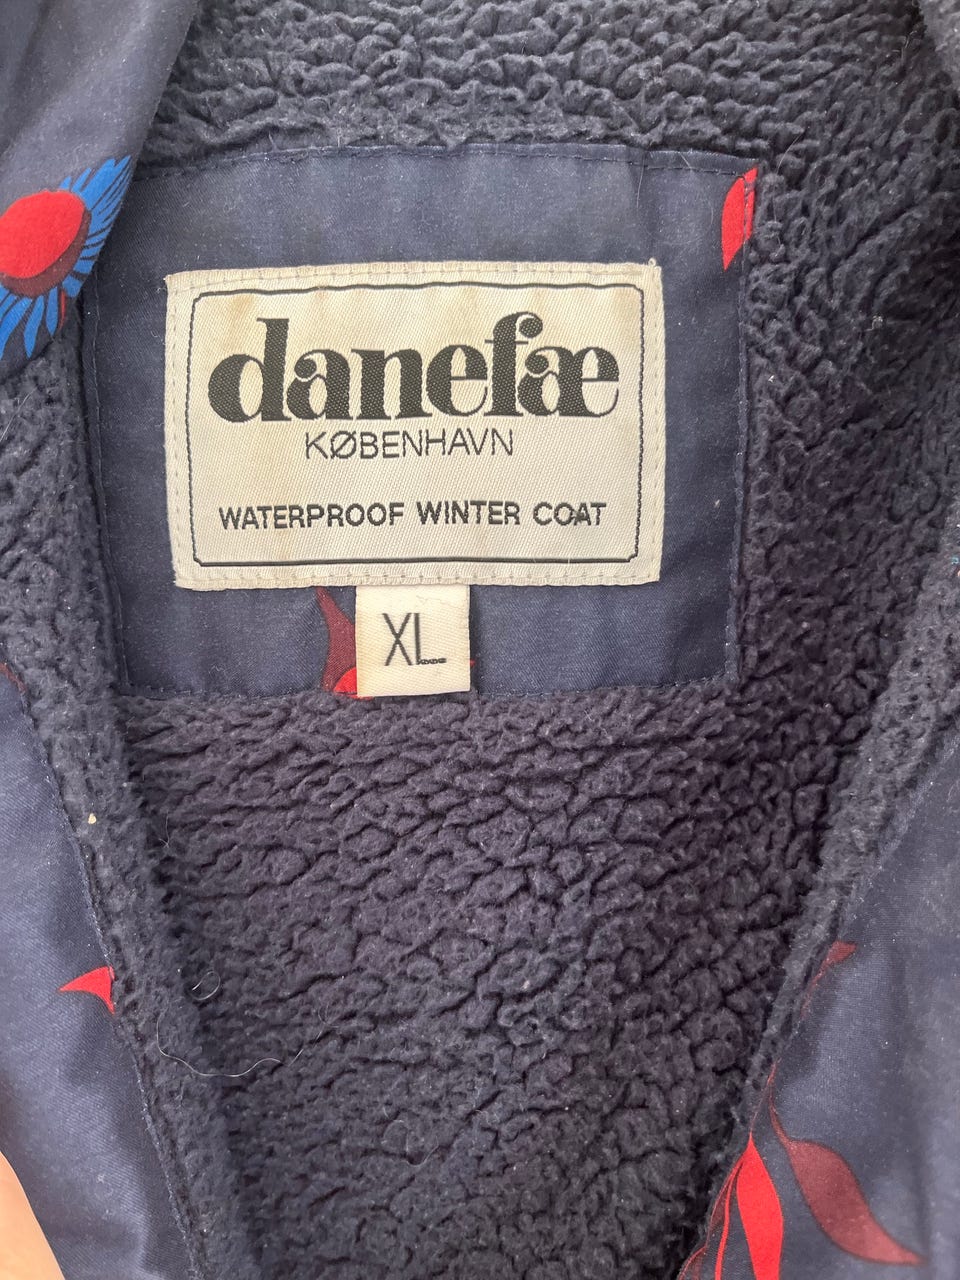 danefæ
KØBENHAVN
WATERPROOF WINTER COAT
XL